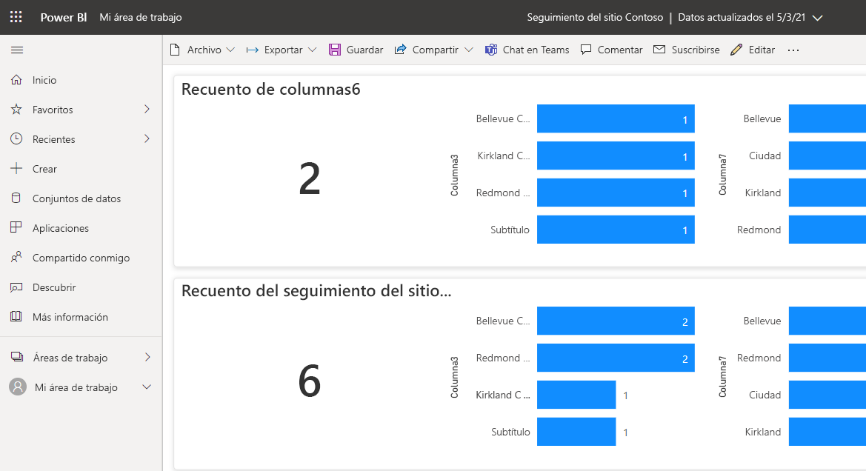 Power BI Mi área de trabajo Seguimiento del sitio Contoso | Datos actualizados el 5/3/21
Archivo Exportar Guardar Compartir Chat en Teams Comentar Suscribirse Editar ...
Inicio
Favoritos
Recientes
Crear
Conjuntos de datos
Aplicaciones
Compartido conmigo
Descubrir
Más información
Áreas de trabajo
Mi área de trabajo
Recuento de columnas6
2
Columna3
Bellevue C... 1
Kirkland C... 1
Redmond ... 1
Subtítulo 1
Columna7
Bellevue
Ciudad
Kirkland
Redmond
Recuento del seguimiento del sitio...
6
Columna3
Bellevue C... 2
Redmond ... 2
Kirkland C ... 1
Subtítulo 1
Columna7
Bellevue
Redmond
Ciudad
Kirkland